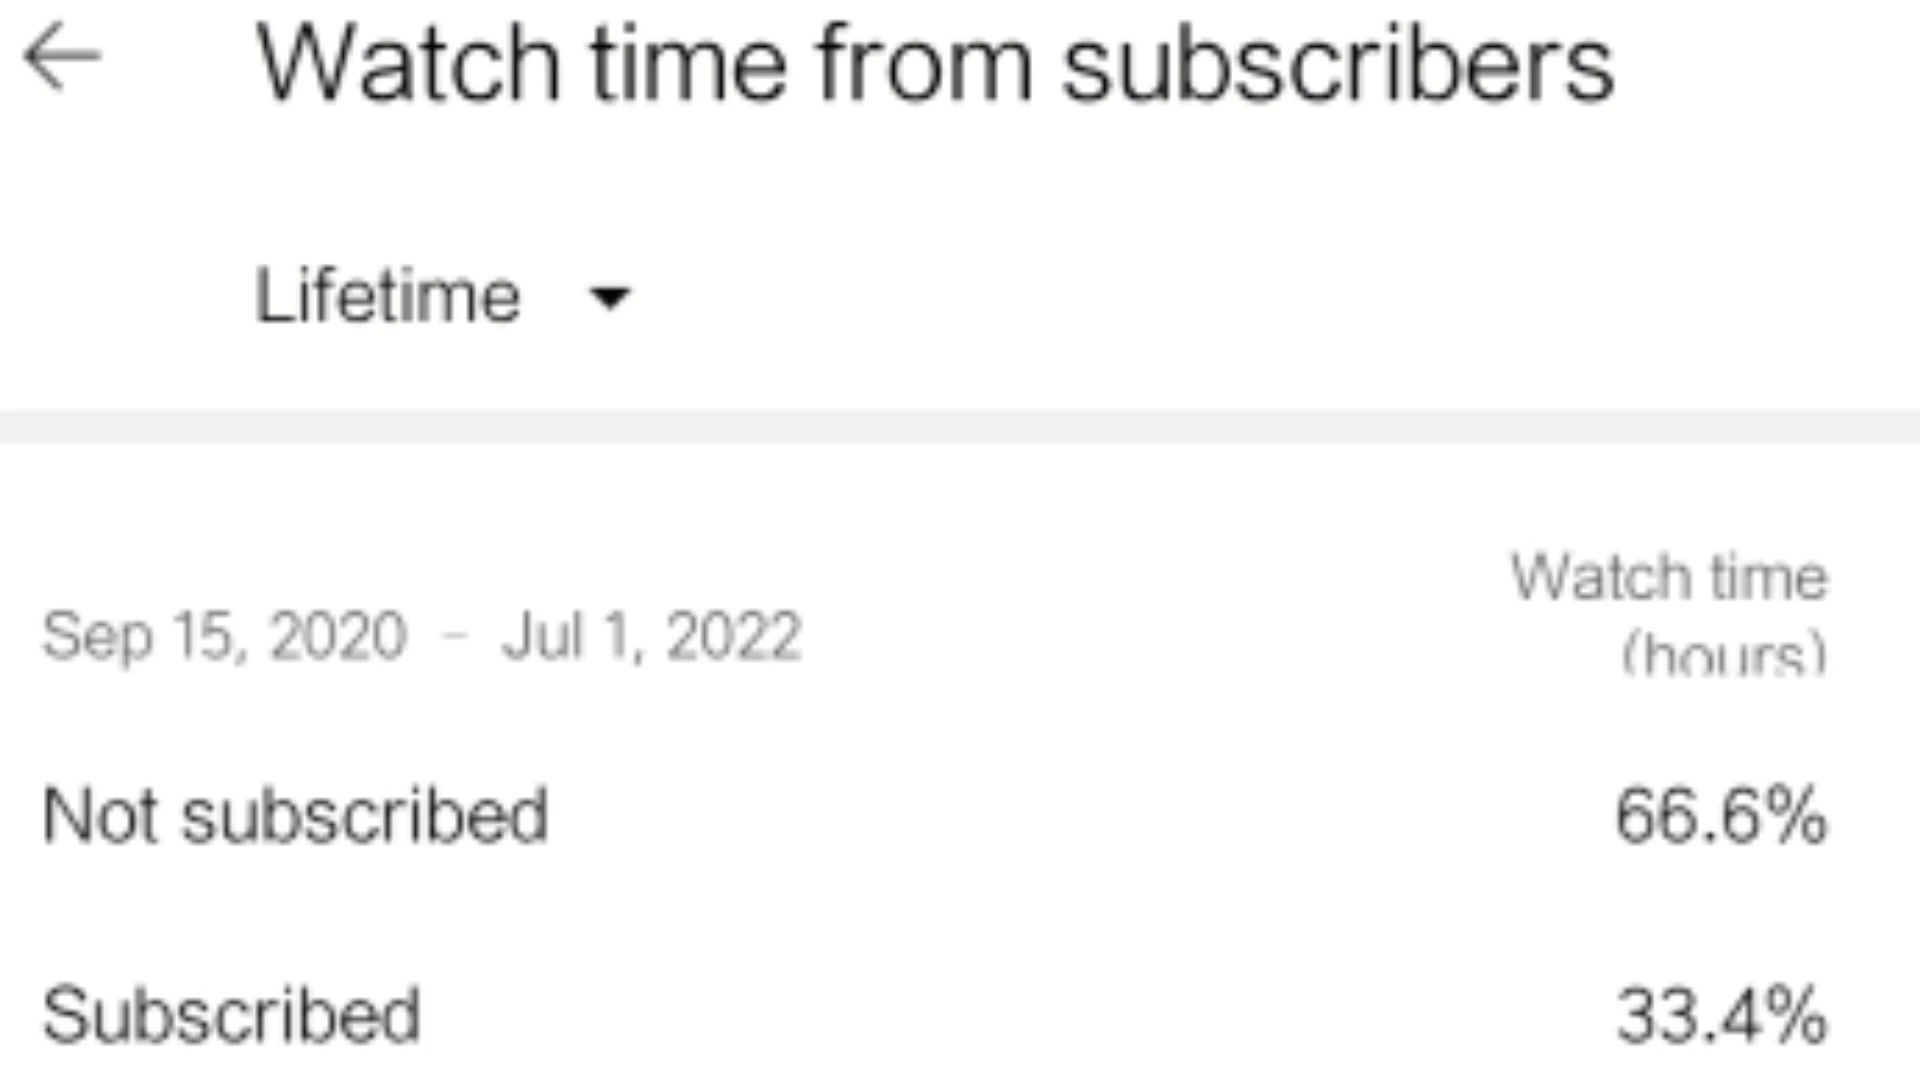 Watch time from subscribers
Lifetime
Watch time
(hours)
Sep 15, 2020 – Jul 1, 2022
Not subscribed 66.6%
Subscribed 33.4%